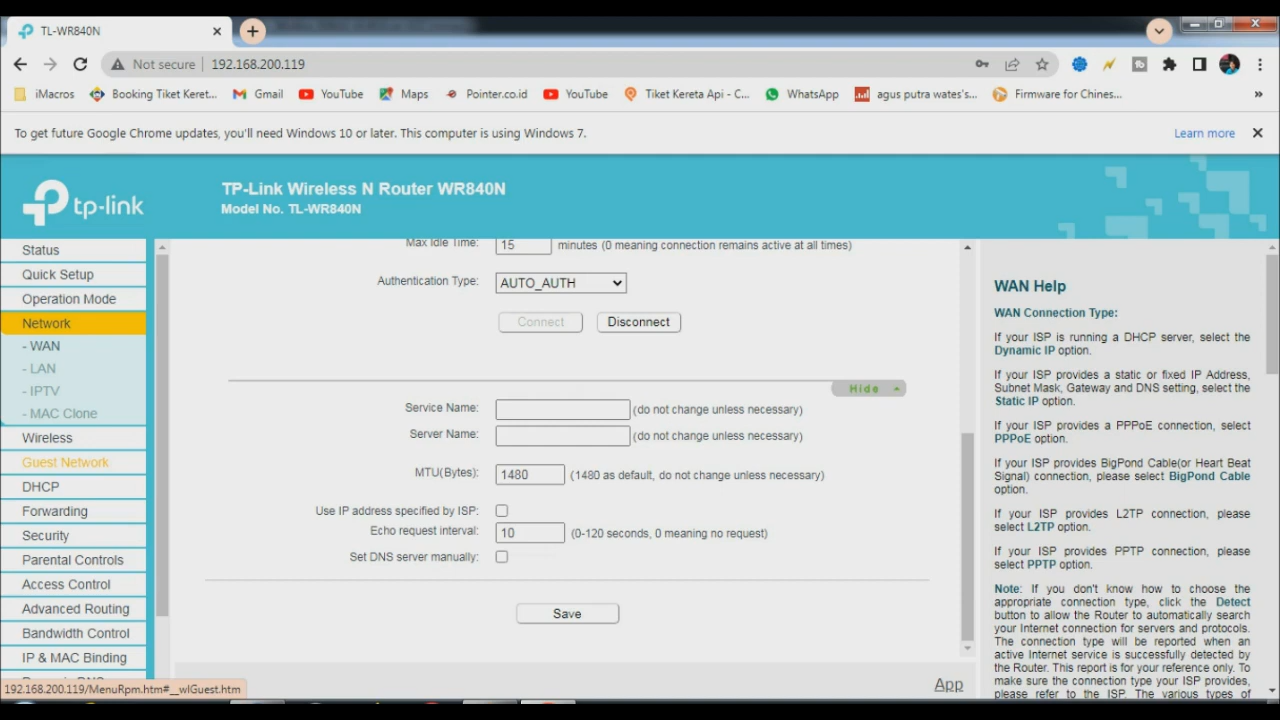 TL-WR840N
Not secure | 192.168.200.119
iMacros Booking Tiket Keret... Gmail YouTube Maps Pointer.co.id YouTube Tiket Kereta Api - C... WhatsApp agus putra wates's... Firmware for Chines... »
To get future Google Chrome updates, you'll need Windows 10 or later. This computer is using Windows 7. Learn more
tp-link
TP-Link Wireless N Router WR840N
Model No. TL-WR840N
Status
Quick Setup
Operation Mode
Network
- WAN
- LAN
- IPTV
- MAC Clone
Wireless
Guest Network
DHCP
Forwarding
Security
Parental Controls
Access Control
Advanced Routing
Bandwidth Control
IP & MAC Binding
192.168.200.119/MenuRpm.htm#__wlGuest.htm
Max Idle Time: 15 minutes (0 meaning connection remains active at all times)
Authentication Type: AUTO_AUTH
Connect Disconnect
Hide
Service Name: (do not change unless necessary)
Server Name: (do not change unless necessary)
MTU(Bytes): 1480 (1480 as default, do not change unless necessary)
Use IP address specified by ISP:
Echo request interval: 10 (0-120 seconds, 0 meaning no request)
Set DNS server manually:
Save
App
WAN Help
WAN Connection Type:
If your ISP is running a DHCP server, select the
Dynamic IP option.
If your ISP provides a static or fixed IP Address,
Subnet Mask, Gateway and DNS setting, select the
Static IP option.
If your ISP provides a PPPoE connection, select
PPPoE option.
If your ISP provides BigPond Cable(or Heart Beat
Signal) connection, please select BigPond Cable
option.
If your ISP provides L2TP connection, please
select L2TP option.
If your ISP provides PPTP connection, please
select PPTP option.
Note: If you don't know how to choose the
appropriate connection type, click the Detect
button to allow the Router to automatically search
your Internet connection for servers and protocols.
The connection type will be reported when an
active Internet service is successfully detected by
the Router. This report is for your reference only. To
make sure the connection type your ISP provides,
please refer to the ISP. The various types of